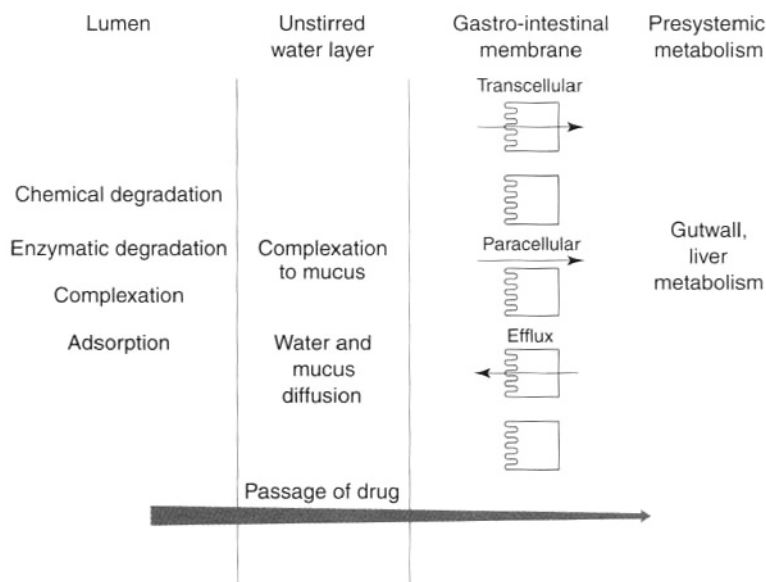 Lumen
Unstirred
water layer
Gastro-intestinal
membrane
Presystemic
metabolism
Chemical degradation
Enzymatic degradation
Complexation
Adsorption
Complexation
to mucus
Water and
mucus
diffusion
Transcellular
Paracellular
Efflux
Gutwall,
liver
metabolism
Passage of drug